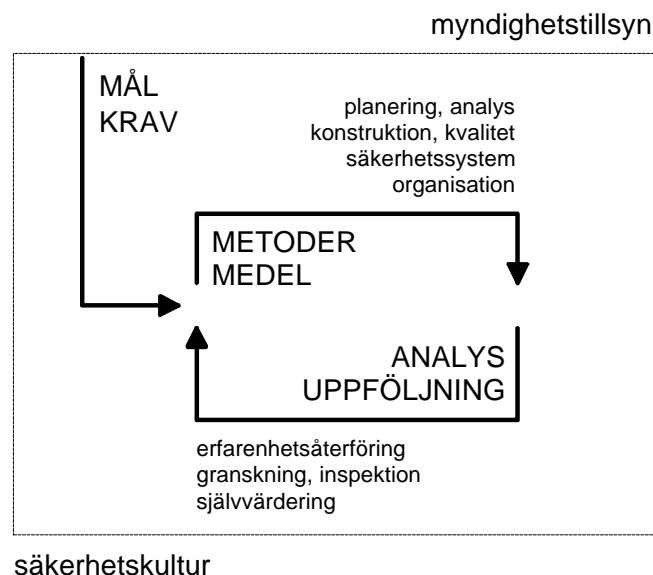 myndighetstillsyn
MÅL
KRAV
planering, analys
konstruktion, kvalitet
säkerhetssystem
organisation
METODER
MEDEL
ANALYS
UPPFÖLJNING
erfarenhetsåterföring
granskning, inspektion
självvärdering
säkerhetskultur